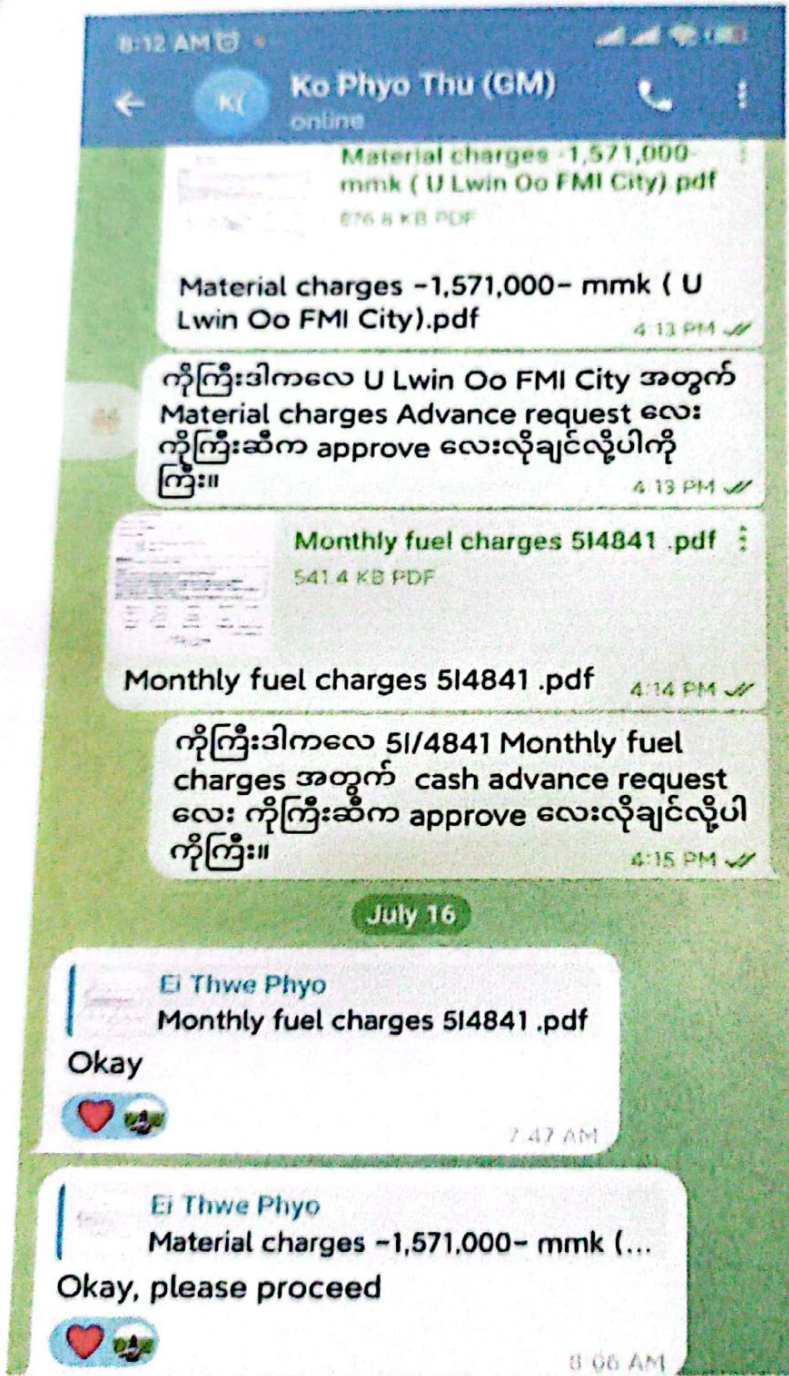 8:12 AM
K(
Ko Phyo Thu (GM)
online
Material charges -1,571,000-
mmk ( U Lwin Oo FMI City).pdf
876.8 KB PDF
Material charges -1,571,000- mmk ( U
Lwin Oo FMI City).pdf
4:13 PM
ကိုကြီးဒါကလေ U Lwin Oo FMI City အတွက်
Material charges Advance request လေး
ကိုကြီးဆီက approve လေးလိုချင်လို့ပါကို
ကြီး။
4:13 PM
Monthly fuel charges 5I4841 .pdf
541.4 KB PDF
Monthly fuel charges 5I4841 .pdf
4:14 PM
ကိုကြီးဒါကလေ 5I/4841 Monthly fuel
charges အတွက် cash advance request
လေး ကိုကြီးဆီက approve လေးလိုချင်လို့ပါ
ကိုကြီး။
4:15 PM
July 16
Ei Thwe Phyo
Monthly fuel charges 5I4841 .pdf
Okay
7:47 AM
Ei Thwe Phyo
Material charges -1,571,000- mmk (...
Okay, please proceed
8:06 AM